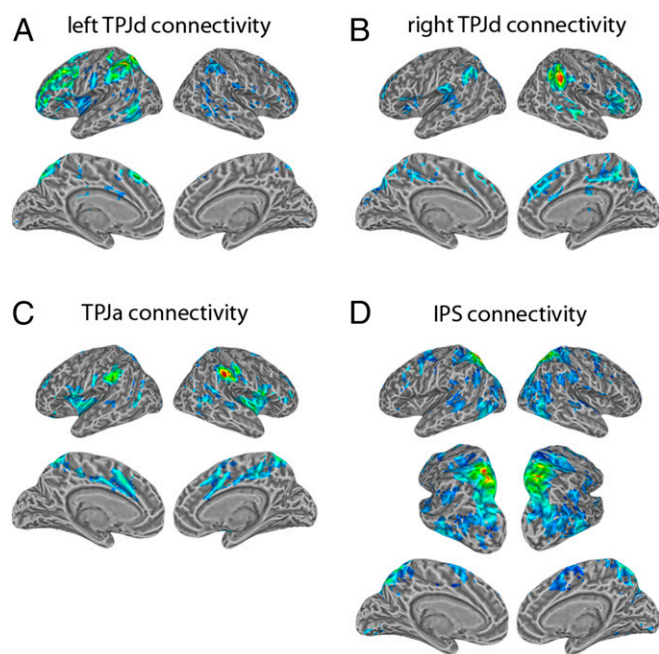 A
left TPJd connectivity
B
right TPJd connectivity
C
TPJa connectivity
D
IPS connectivity